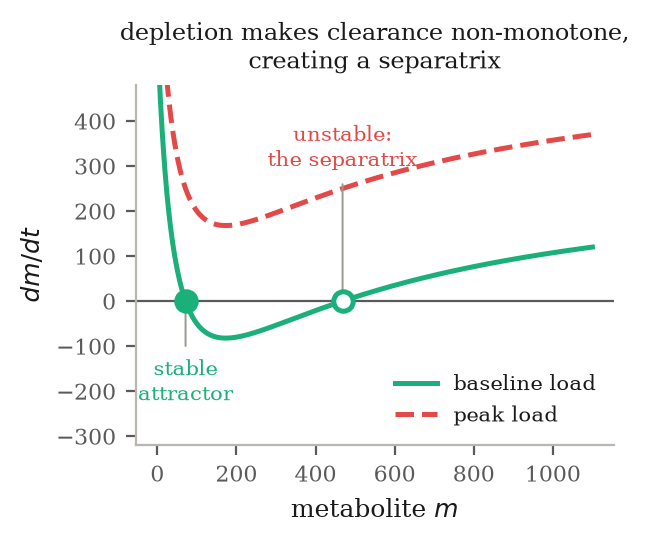 depletion makes clearance non-monotone,
creating a separatrix
400
300
200
100
0
−100
−200
−300
dm/dt
unstable:
the separatrix
stable
attractor
baseline load
peak load
0
200
400
600
800
1000
metabolite m